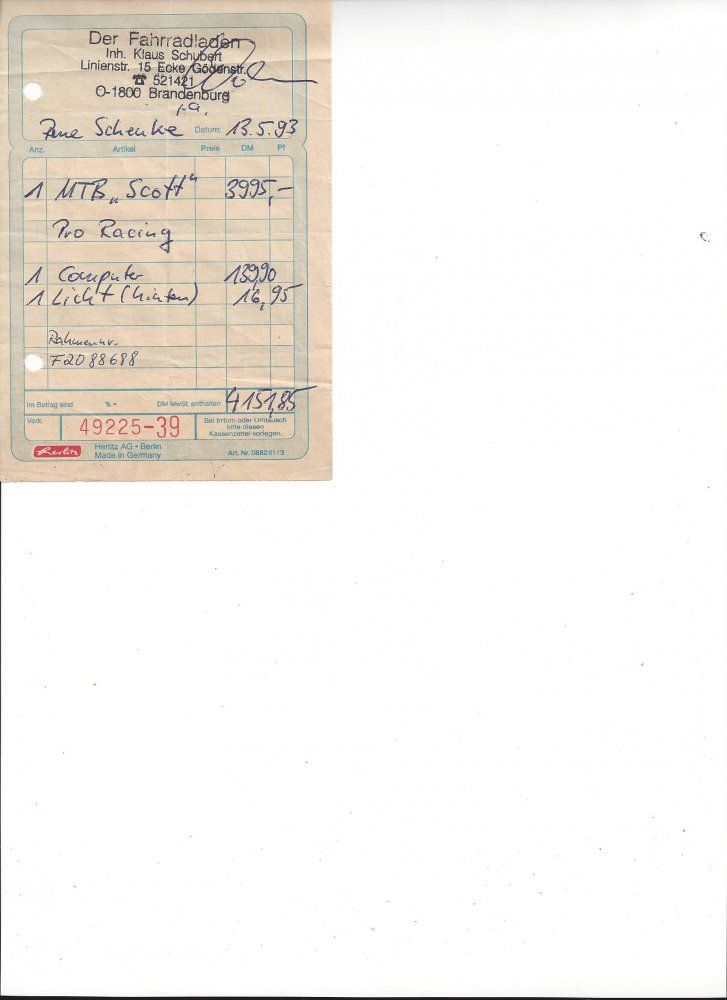 Der Fahrradladen
Inh. Klaus Schubert
Linienstr. 15 Ecke Gödenstr.
☎ 521421
O-1800 Brandenburg
i.A.
Rene Schenke Datum: 13.5.93
Anz. Artikel Preis DM Pf
1 MTB „Scott“ 3995,-
Pro Racing
1 Computer 139,90
1 Licht (hinten) 16,95
Rahmennr.
F2088688
Im Betrag sind % = DM MwSt. enthalten 4151,85
Verk. 49225-39 Bei Irrtum oder Umtausch
bitte diesen
Kassenzettel vorlegen.
Herlitz Herlitz AG • Berlin
Made in Germany Art. Nr. 0882 61/3